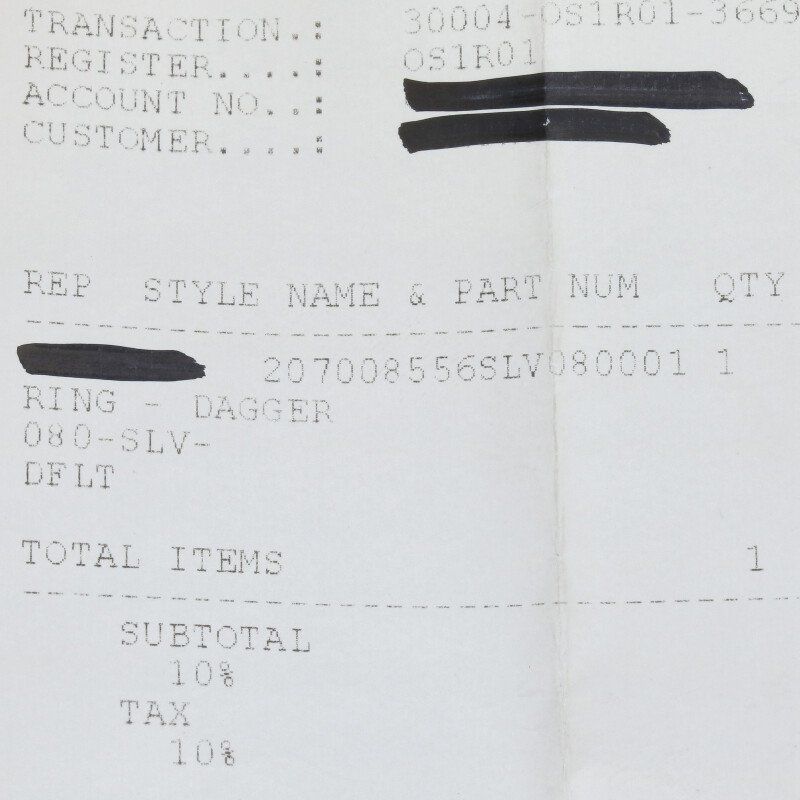 TRANSACTION.: 30004-OS1R01-3669
REGISTER....: OS1R01
ACCOUNT NO..:
CUSTOMER....:
REP STYLE NAME & PART NUM QTY
207008556SLV080001 1
RING - DAGGER
080-SLV-
DFLT
TOTAL ITEMS 1
SUBTOTAL
10%
TAX
10%